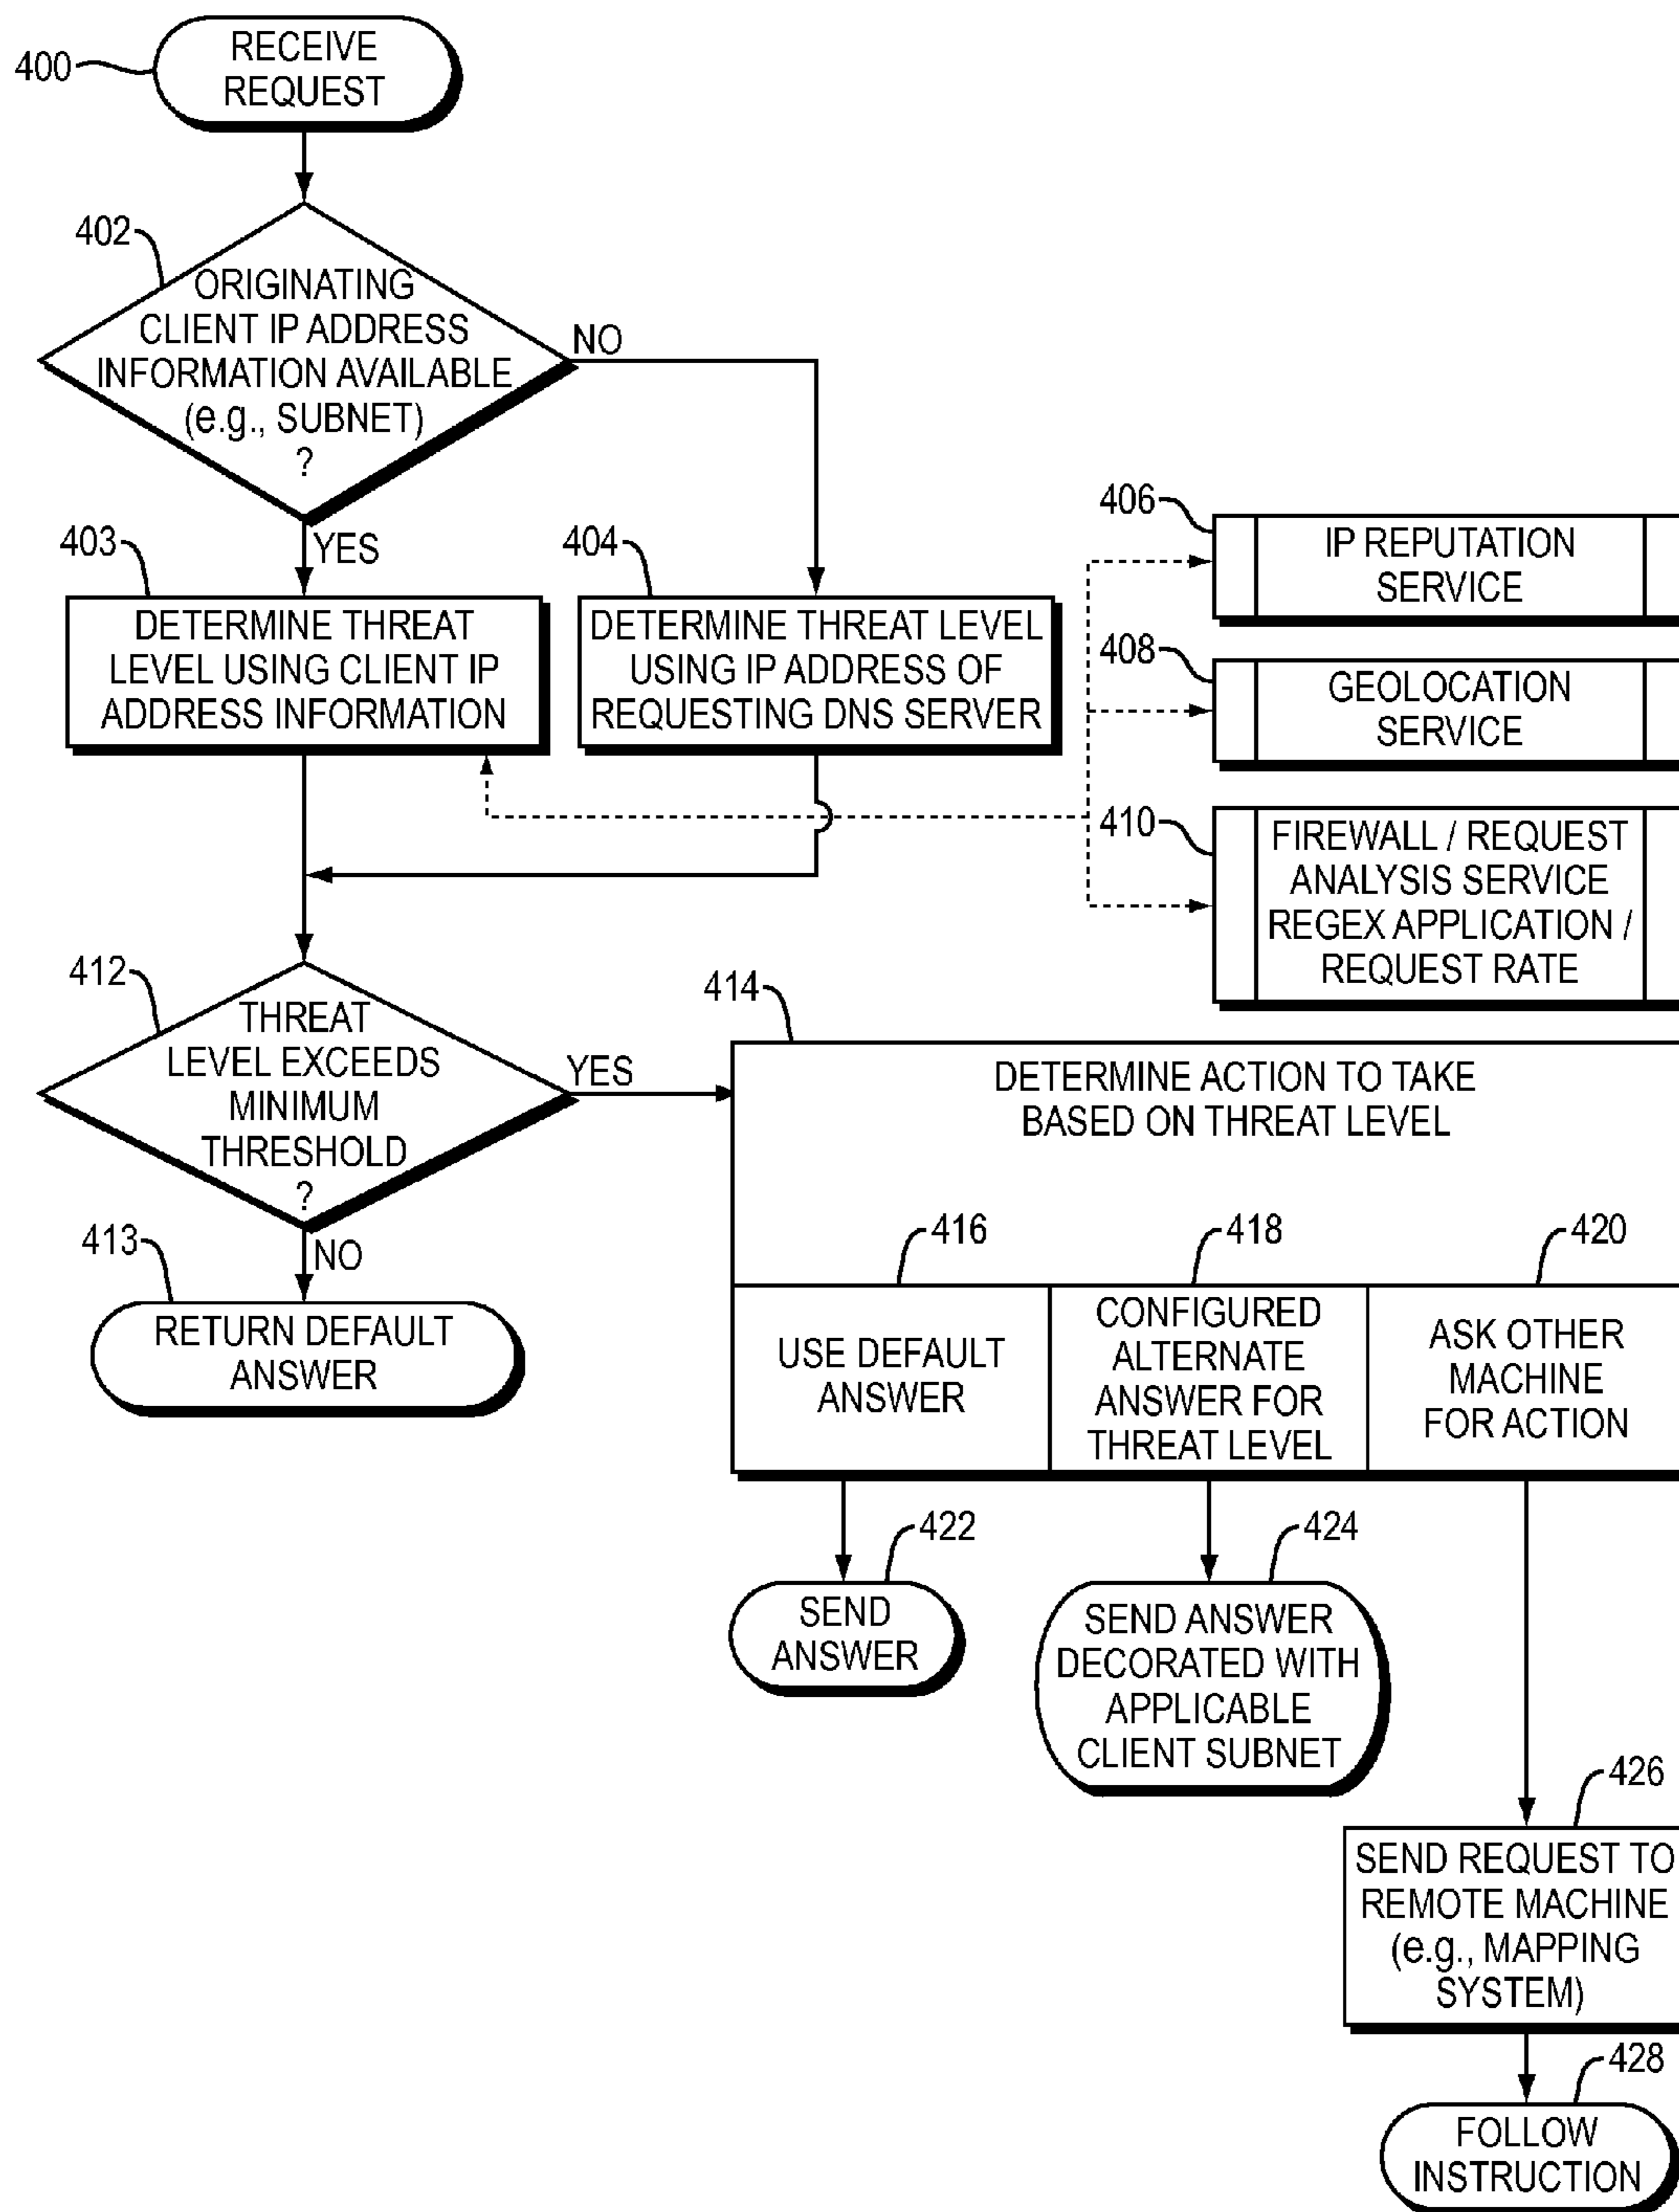 400
RECEIVE
REQUEST
402
ORIGINATING
CLIENT IP ADDRESS
INFORMATION AVAILABLE
(e.g., SUBNET)
?
NO
YES
403
DETERMINE THREAT
LEVEL USING CLIENT IP
ADDRESS INFORMATION
404
DETERMINE THREAT LEVEL
USING IP ADDRESS OF
REQUESTING DNS SERVER
406
IP REPUTATION
SERVICE
408
GEOLOCATION
SERVICE
410
FIREWALL / REQUEST
ANALYSIS SERVICE
REGEX APPLICATION /
REQUEST RATE
412
THREAT
LEVEL EXCEEDS
MINIMUM
THRESHOLD
?
YES
NO
413
RETURN DEFAULT
ANSWER
414
DETERMINE ACTION TO TAKE
BASED ON THREAT LEVEL
416
USE DEFAULT
ANSWER
418
CONFIGURED
ALTERNATE
ANSWER FOR
THREAT LEVEL
420
ASK OTHER
MACHINE
FOR ACTION
422
SEND
ANSWER
424
SEND ANSWER
DECORATED WITH
APPLICABLE
CLIENT SUBNET
426
SEND REQUEST TO
REMOTE MACHINE
(e.g., MAPPING
SYSTEM)
428
FOLLOW
INSTRUCTION